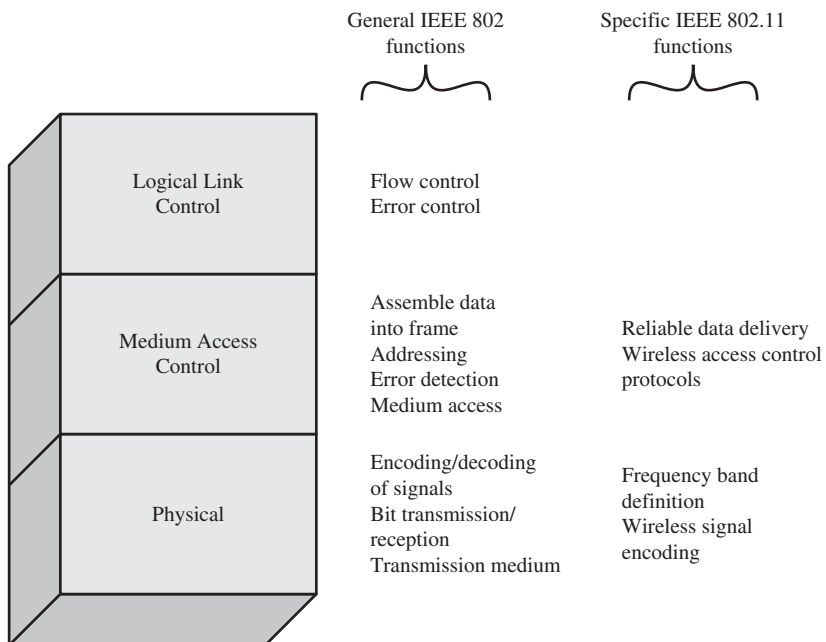 General IEEE 802
functions
Specific IEEE 802.11
functions
Logical Link
Control
Flow control
Error control
Medium Access
Control
Assemble data
into frame
Addressing
Error detection
Medium access
Reliable data delivery
Wireless access control
protocols
Physical
Encoding/decoding
of signals
Bit transmission/
reception
Transmission medium
Frequency band
definition
Wireless signal
encoding